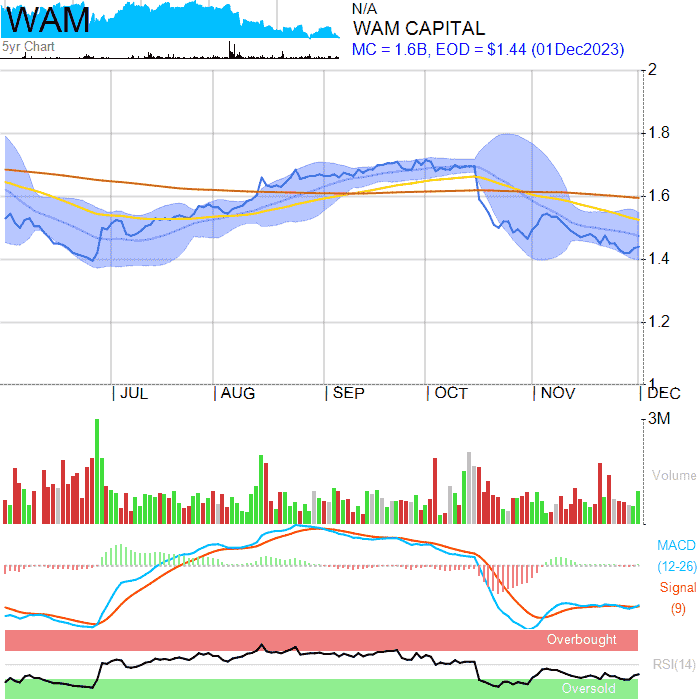 WAM
5yr Chart
N/A
WAM CAPITAL
MC = 1.6B, EOD = $1.44 (01Dec2023)
2
1.8
1.6
1.4
1.2
1
JUL AUG SEP OCT NOV DEC
3M
Volume
MACD
(12-26)
Signal
(9)
Overbought
RSI(14)
Oversold